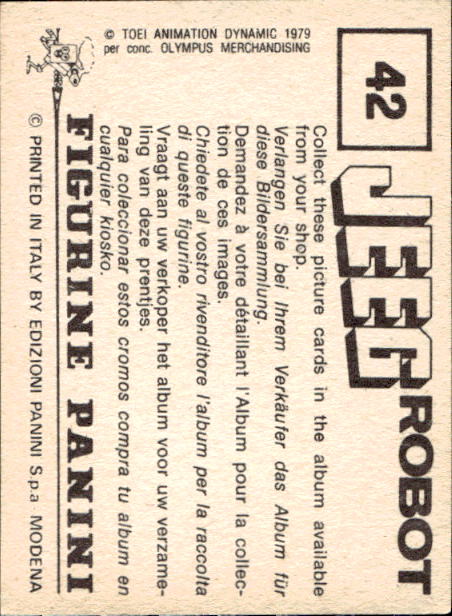 42
JEEG ROBOT
© TOEI ANIMATION DYNAMIC 1979
per conc. OLYMPUS MERCHANDISING
Collect these picture cards in the album available
from your shop.
Verlangen Sie bei Ihrem Verkäufer das Album für
diese Bildersammlung.
Demandez à votre détaillant l'Album pour la collec-
tion de ces images.
Chiedete al vostro rivenditore l'album per la raccolta
di queste figurine.
Vraagt aan uw verkoper het album voor uw verzame-
ling van deze prentjes.
Para coleccionar estos cromos compra tu album en
cualquier kiosko.
FIGURINE PANINI
© PRINTED IN ITALY BY EDIZIONI PANINI S.p.a MODENA